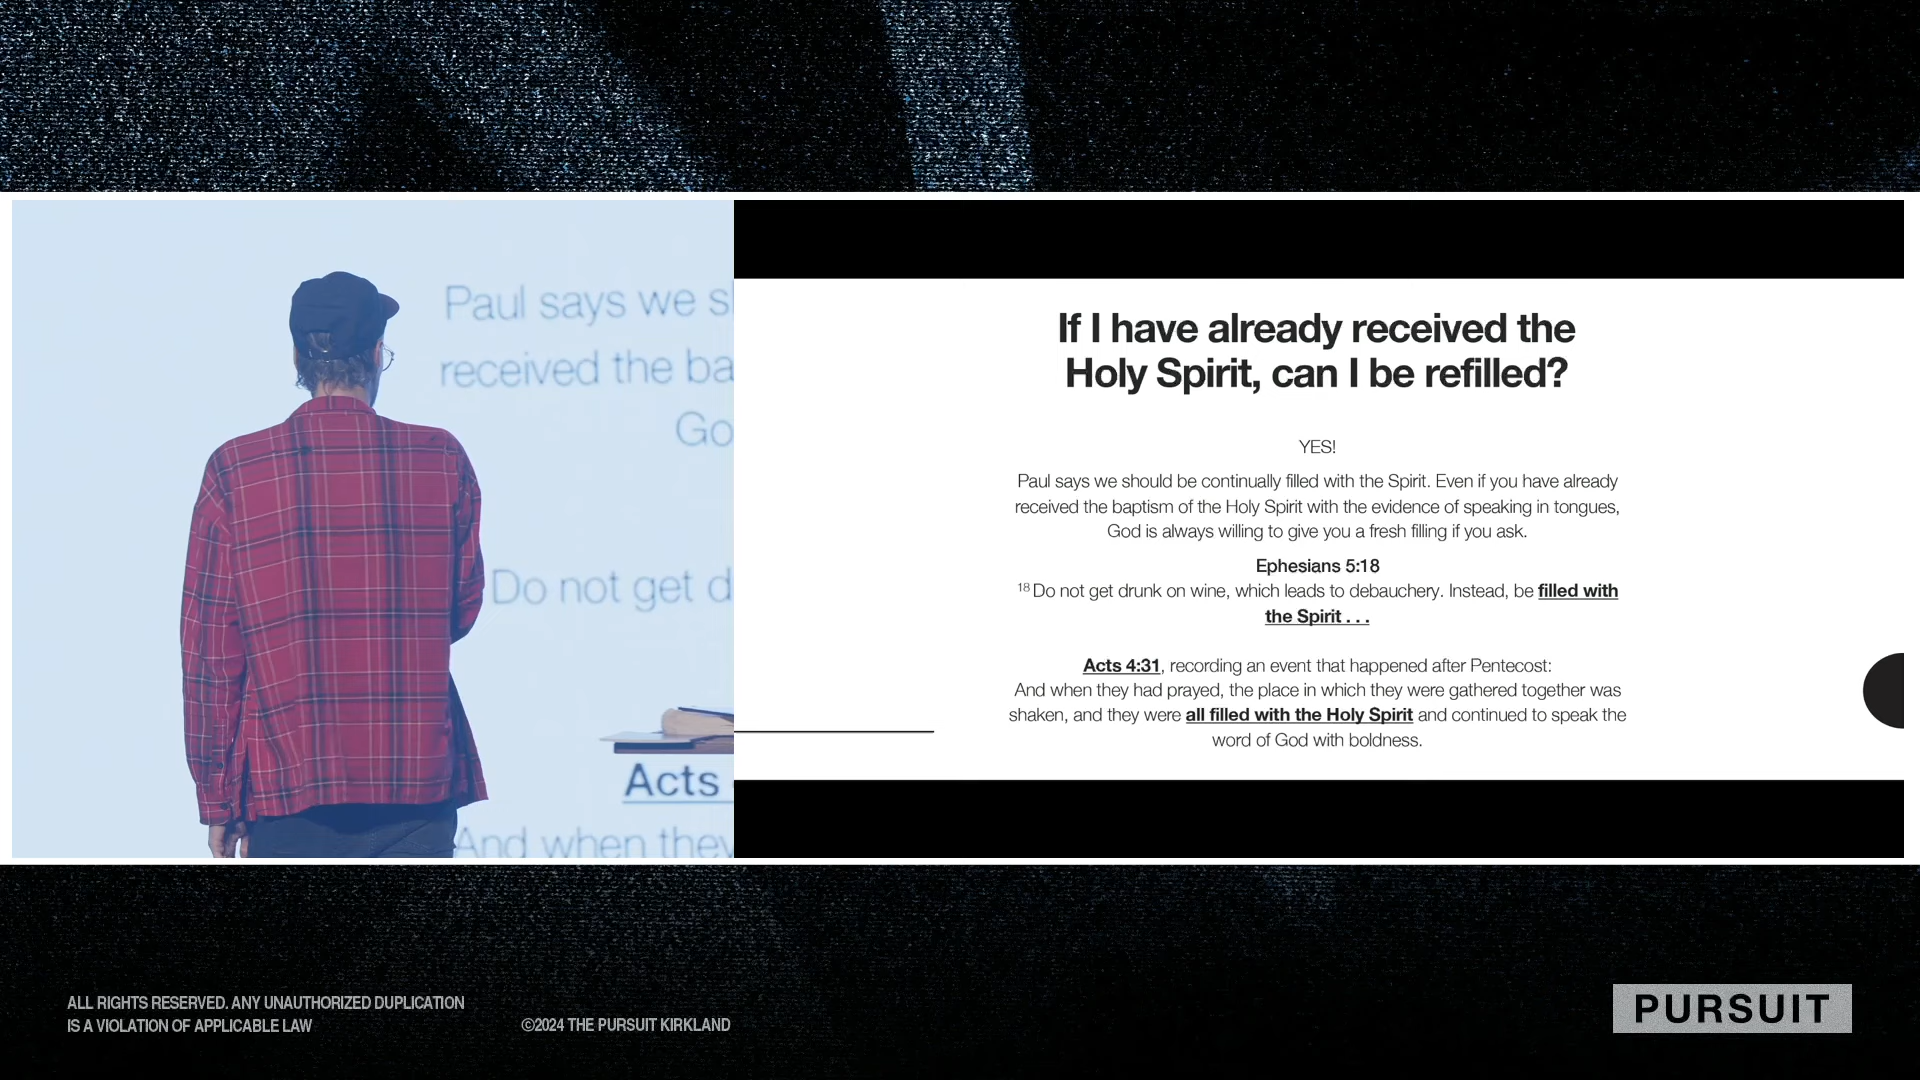 Paul says we
received the
Go
Do not get
Acts
And when they
If I have already received the
Holy Spirit, can I be refilled?
YES!
Paul says we should be continually filled with the Spirit. Even if you have already
received the baptism of the Holy Spirit with the evidence of speaking in tongues,
God is always willing to give you a fresh filling if you ask.
Ephesians 5:18
18 Do not get drunk on wine, which leads to debauchery. Instead, be filled with
the Spirit . . .
Acts 4:31, recording an event that happened after Pentecost:
And when they had prayed, the place in which they were gathered together was
shaken, and they were all filled with the Holy Spirit and continued to speak the
word of God with boldness.
ALL RIGHTS RESERVED. ANY UNAUTHORIZED DUPLICATION
IS A VIOLATION OF APPLICABLE LAW
©2024 THE PURSUIT KIRKLAND
PURSUIT